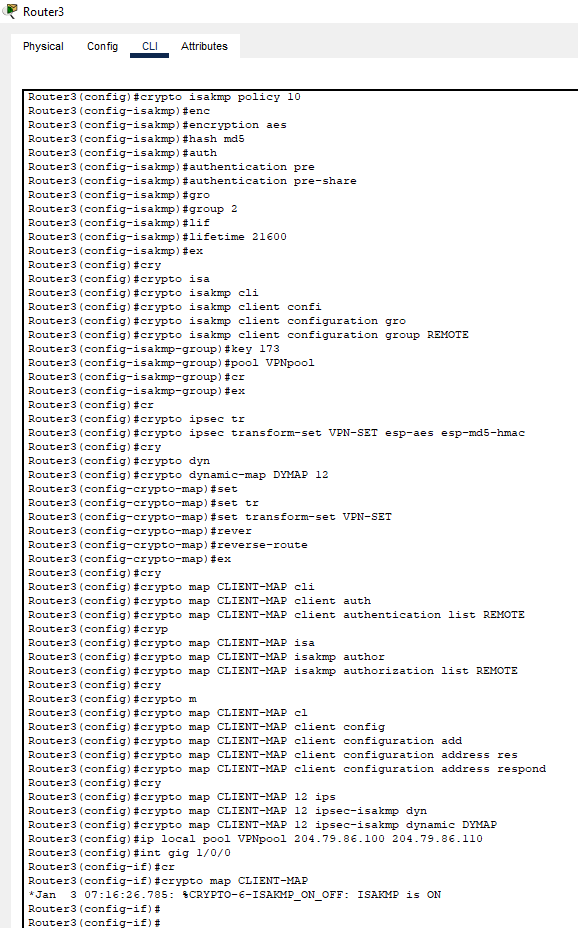 Router3
Physical Config CLI Attributes
Router3(config)#crypto isakmp policy 10
Router3(config-isakmp)#enc
Router3(config-isakmp)#encryption aes
Router3(config-isakmp)#hash md5
Router3(config-isakmp)#auth
Router3(config-isakmp)#authentication pre
Router3(config-isakmp)#authentication pre-share
Router3(config-isakmp)#gro
Router3(config-isakmp)#group 2
Router3(config-isakmp)#lif
Router3(config-isakmp)#lifetime 21600
Router3(config-isakmp)#ex
Router3(config)#cry
Router3(config)#crypto isa
Router3(config)#crypto isakmp cli
Router3(config)#crypto isakmp client confi
Router3(config)#crypto isakmp client configuration gro
Router3(config)#crypto isakmp client configuration group REMOTE
Router3(config-isakmp-group)#key 173
Router3(config-isakmp-group)#pool VPNpool
Router3(config-isakmp-group)#cr
Router3(config-isakmp-group)#ex
Router3(config)#cr
Router3(config)#crypto ipsec tr
Router3(config)#crypto ipsec transform-set VPN-SET esp-aes esp-md5-hmac
Router3(config)#cry
Router3(config)#crypto dyn
Router3(config)#crypto dynamic-map DYMAP 12
Router3(config-crypto-map)#set
Router3(config-crypto-map)#set tr
Router3(config-crypto-map)#set transform-set VPN-SET
Router3(config-crypto-map)#rever
Router3(config-crypto-map)#reverse-route
Router3(config-crypto-map)#ex
Router3(config)#cry
Router3(config)#crypto map CLIENT-MAP cli
Router3(config)#crypto map CLIENT-MAP client auth
Router3(config)#crypto map CLIENT-MAP client authentication list REMOTE
Router3(config)#cryp
Router3(config)#crypto map CLIENT-MAP isa
Router3(config)#crypto map CLIENT-MAP isakmp author
Router3(config)#crypto map CLIENT-MAP isakmp authorization list REMOTE
Router3(config)#cry
Router3(config)#crypto m
Router3(config)#crypto map CLIENT-MAP cl
Router3(config)#crypto map CLIENT-MAP client config
Router3(config)#crypto map CLIENT-MAP client configuration add
Router3(config)#crypto map CLIENT-MAP client configuration address res
Router3(config)#crypto map CLIENT-MAP client configuration address respond
Router3(config)#cry
Router3(config)#crypto map CLIENT-MAP 12 ips
Router3(config)#crypto map CLIENT-MAP 12 ipsec-isakmp dyn
Router3(config)#crypto map CLIENT-MAP 12 ipsec-isakmp dynamic DYMAP
Router3(config)#ip local pool VPNpool 204.79.86.100 204.79.86.110
Router3(config)#int gig 1/0/0
Router3(config-if)#cr
Router3(config-if)#crypto map CLIENT-MAP
*Jan  3 07:16:26.785: %CRYPTO-6-ISAKMP_ON_OFF: ISAKMP is ON
Router3(config-if)#
Router3(config-if)#